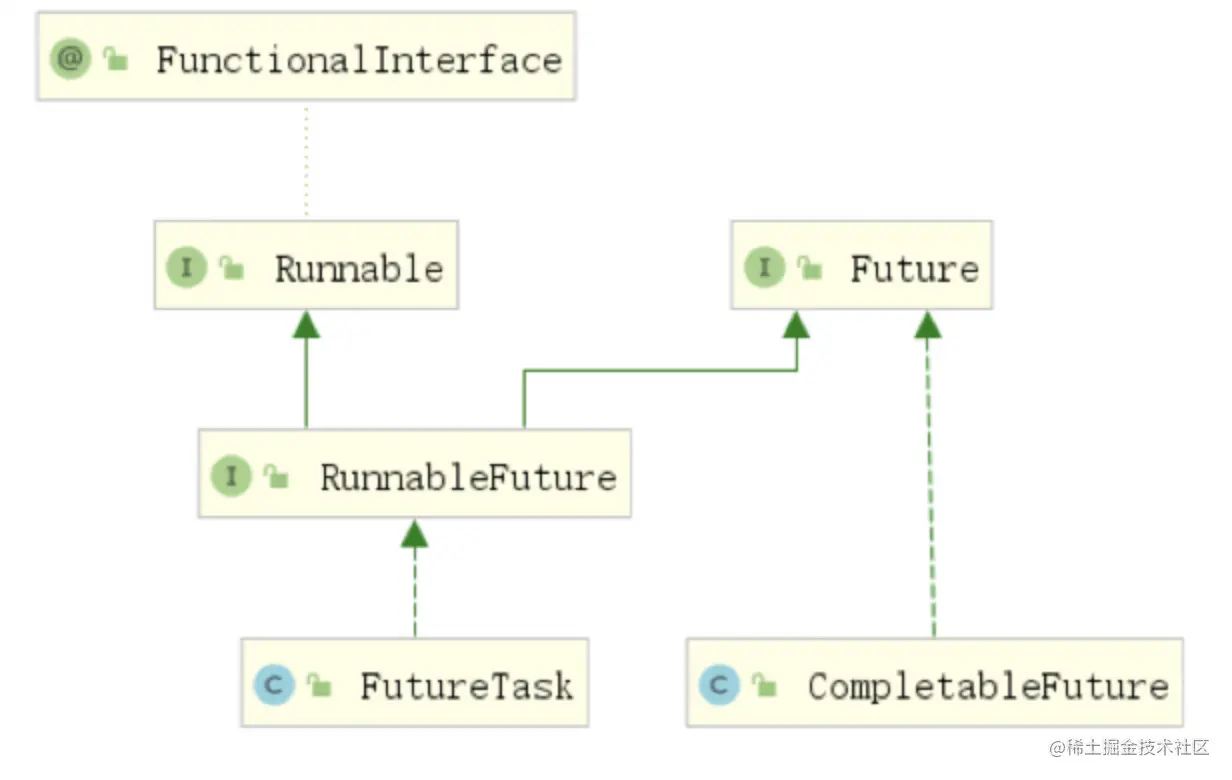 @ FunctionalInterface
I Runnable
I Future
I RunnableFuture
C FutureTask
C CompletableFuture
@稀土掘金技术社区